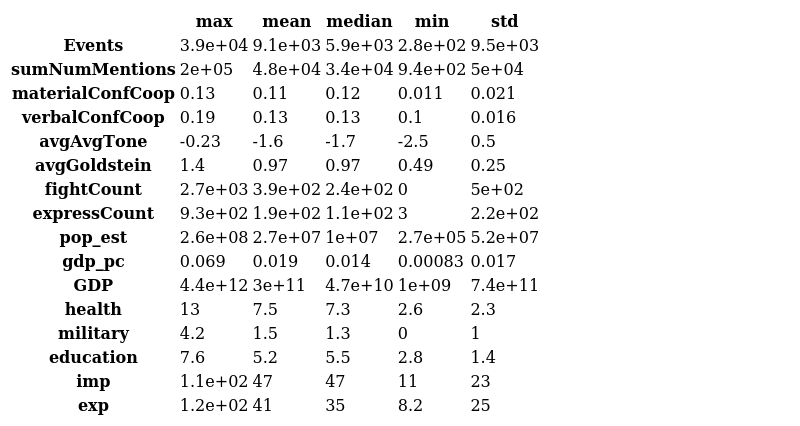 max mean median min std
Events 3.9e+04 9.1e+03 5.9e+03 2.8e+02 9.5e+03
sumNumMentions 2e+05 4.8e+04 3.4e+04 9.4e+02 5e+04
materialConfCoop 0.13 0.11 0.12 0.011 0.021
verbalConfCoop 0.19 0.13 0.13 0.1 0.016
avgAvgTone -0.23 -1.6 -1.7 -2.5 0.5
avgGoldstein 1.4 0.97 0.97 0.49 0.25
fightCount 2.7e+03 3.9e+02 2.4e+02 0 5e+02
expressCount 9.3e+02 1.9e+02 1.1e+02 3 2.2e+02
pop_est 2.6e+08 2.7e+07 1e+07 2.7e+05 5.2e+07
gdp_pc 0.069 0.019 0.014 0.00083 0.017
GDP 4.4e+12 3e+11 4.7e+10 1e+09 7.4e+11
health 13 7.5 7.3 2.6 2.3
military 4.2 1.5 1.3 0 1
education 7.6 5.2 5.5 2.8 1.4
imp 1.1e+02 47 47 11 23
exp 1.2e+02 41 35 8.2 25